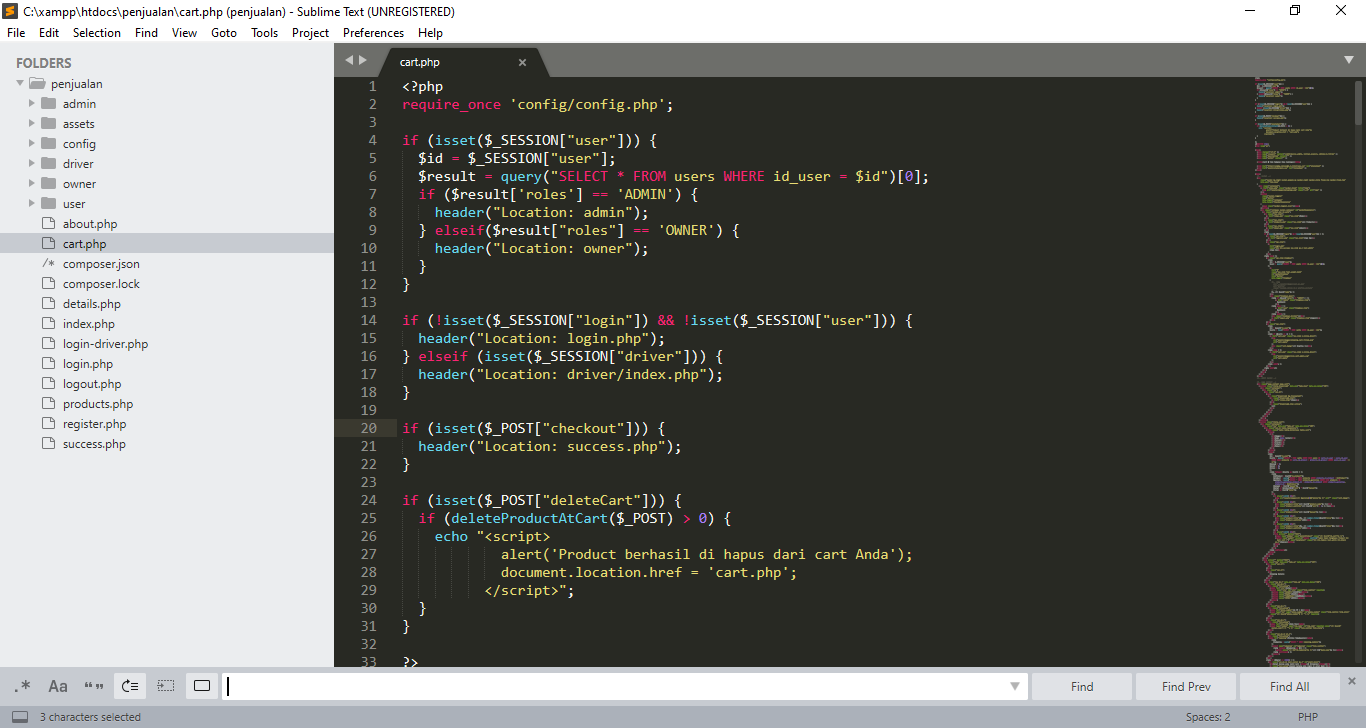 C:\xampp\htdocs\penjualan\cart.php (penjualan) - Sublime Text (UNREGISTERED)
File Edit Selection Find View Goto Tools Project Preferences Help
FOLDERS
penjualan
admin
assets
config
driver
owner
user
about.php
cart.php
/* composer.json
composer.lock
details.php
index.php
login-driver.php
login.php
logout.php
products.php
register.php
success.php
cart.php
1 <?php
2 require_once 'config/config.php';
3
4 if (isset($_SESSION["user"])) {
5   $id = $_SESSION["user"];
6   $result = query("SELECT * FROM users WHERE id_user = $id")[0];
7   if ($result['roles'] == 'ADMIN') {
8     header("Location: admin");
9   } elseif($result["roles"] == 'OWNER') {
10     header("Location: owner");
11   }
12 }
13
14 if (!isset($_SESSION["login"]) && !isset($_SESSION["user"])) {
15   header("Location: login.php");
16 } elseif (isset($_SESSION["driver"])) {
17   header("Location: driver/index.php");
18 }
19
20 if (isset($_POST["checkout"])) {
21   header("Location: success.php");
22 }
23
24 if (isset($_POST["deleteCart"])) {
25   if (deleteProductAtCart($_POST) > 0) {
26     echo "<script>
27             alert('Product berhasil di hapus dari cart Anda');
28             document.location.href = 'cart.php';
29           </script>";
30   }
31 }
32
33 ?>
.* Aa “” Find Find Prev Find All
3 characters selected Spaces: 2 PHP